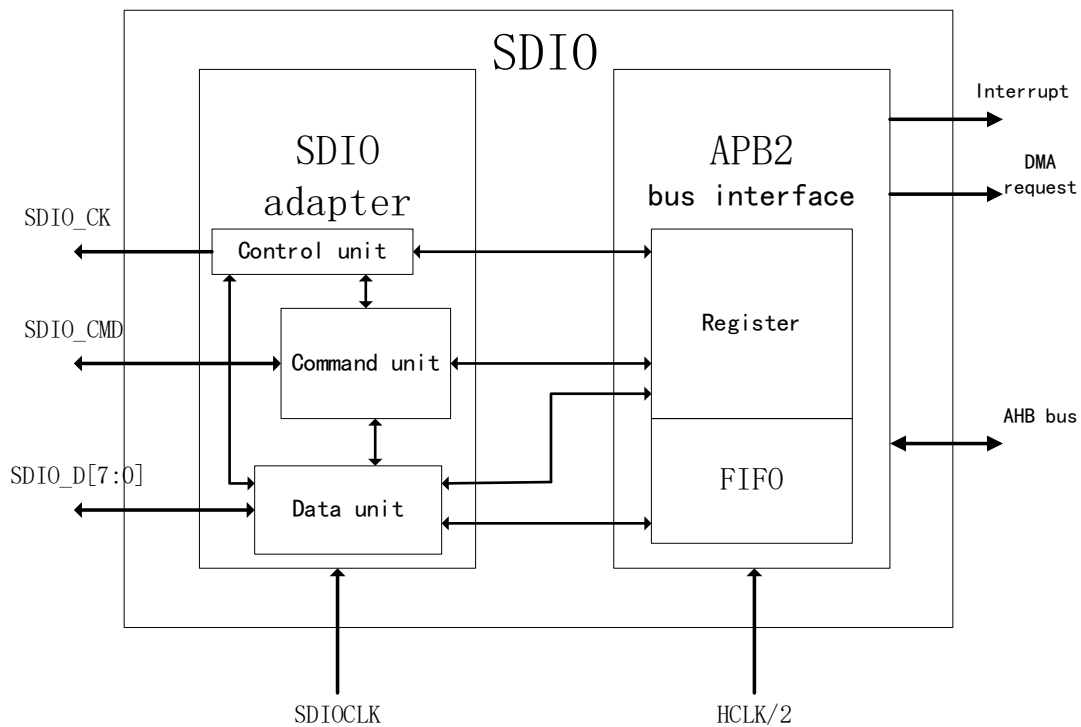 SDIO
SDIO
adapter
APB2
bus interface
Interrupt
DMA
request
SDIO_CK
Control unit
SDIO_CMD
Command unit
Register
AHB bus
SDIO_D[7:0]
Data unit
FIFO
SDIOCLK
HCLK/2